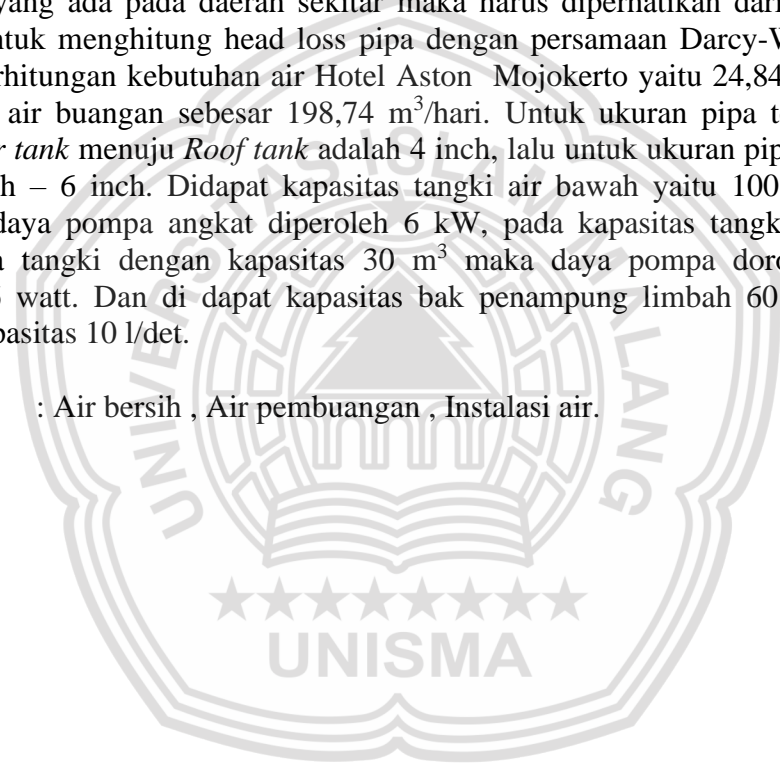 yang ada pada daerah sekitar maka harus diperhatikan dari
ntuk menghitung head loss pipa dengan persamaan Darcy-W
rhitungan kebutuhan air Hotel Aston Mojokerto yaitu 24,84
air buangan sebesar 198,74 m³/hari. Untuk ukuran pipa t
r tank menuju Roof tank adalah 4 inch, lalu untuk ukuran pip
h – 6 inch. Didapat kapasitas tangki air bawah yaitu 100
daya pompa angkat diperoleh 6 kW, pada kapasitas tangk
a tangki dengan kapasitas 30 m³ maka daya pompa doro
watt. Dan di dapat kapasitas bak penampung limbah 60
pasitas 10 l/det.
: Air bersih , Air pembuangan , Instalasi air.
UNIVERSITAS ISLAM MALANG
UNISMA